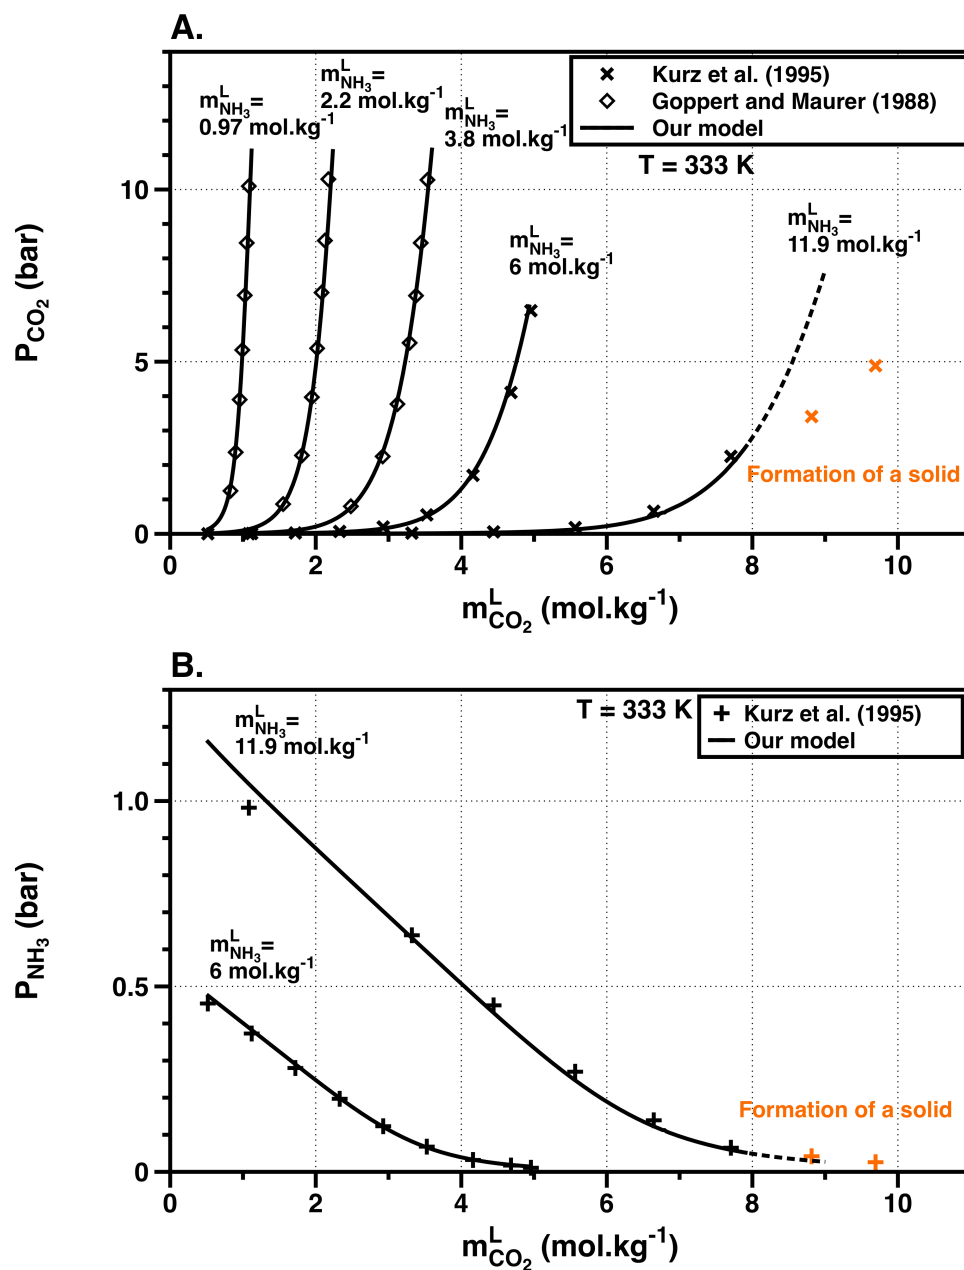 A.
m^L_NH3=
0.97 mol.kg^-1
m^L_NH3=
2.2 mol.kg^-1
m^L_NH3=
3.8 mol.kg^-1
Kurz et al. (1995)
Goppert and Maurer (1988)
Our model
T = 333 K
m^L_NH3=
6 mol.kg^-1
m^L_NH3=
11.9 mol.kg^-1
10
5
0
P_CO2 (bar)
Formation of a solid
0 2 4 6 8 10
m^L_CO2 (mol.kg^-1)
B.
T = 333 K
Kurz et al. (1995)
Our model
m^L_NH3=
11.9 mol.kg^-1
m^L_NH3=
6 mol.kg^-1
1.0
0.5
0
P_NH3 (bar)
Formation of a solid
0 2 4 6 8 10
m^L_CO2 (mol.kg^-1)